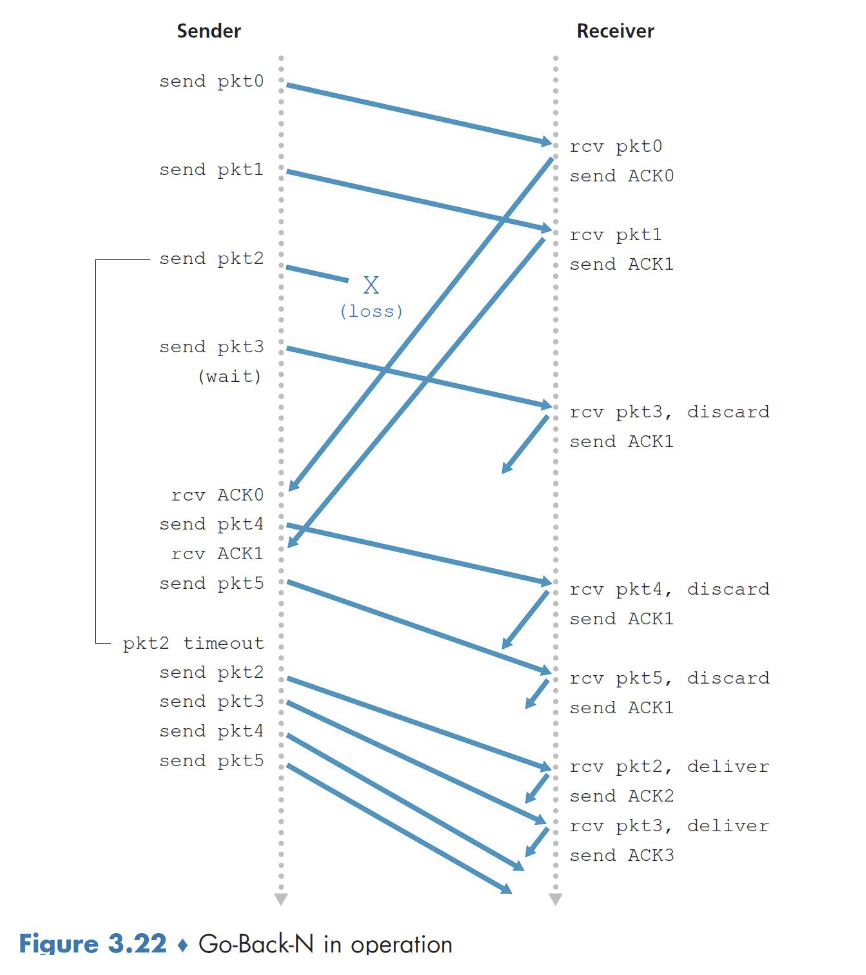 Sender
Receiver
send pkt0
rcv pkt0
send ACK0
send pkt1
rcv pkt1
send ACK1
send pkt2
X
(loss)
send pkt3
(wait)
rcv pkt3, discard
send ACK1
rcv ACK0
send pkt4
rcv ACK1
send pkt5
rcv pkt4, discard
send ACK1
pkt2 timeout
send pkt2
send pkt3
send pkt4
send pkt5
rcv pkt5, discard
send ACK1
rcv pkt2, deliver
send ACK2
rcv pkt3, deliver
send ACK3
Figure 3.22 ♦ Go-Back-N in operation